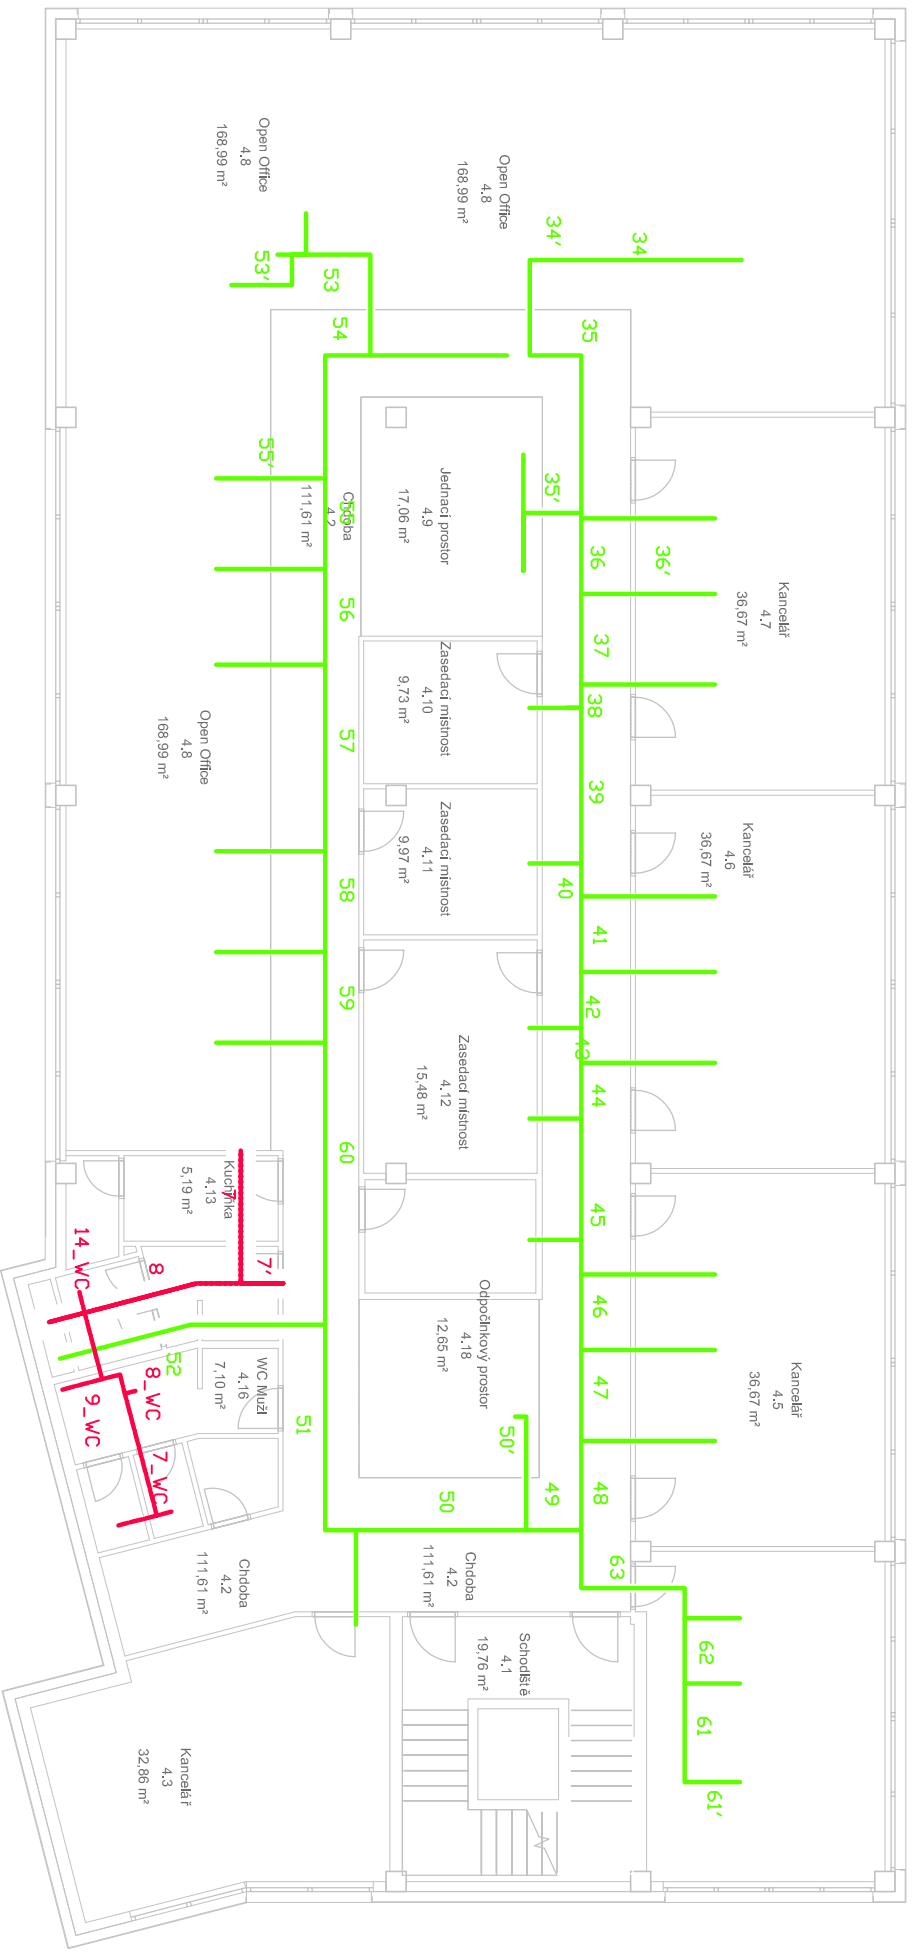 Open Office
4.8
168,99 m²
Open Office
4.8
168,99 m²
34'
34
53'
53
54
35
55'
Chdoba
4.2
111,61 m²
55
Jednací prostor
4.9
17,06 m²
35'
36
36'
Kancelář
4.7
36,67 m²
56
37
Zasedací místnost
4.10
9,73 m²
38
Open Office
4.8
168,99 m²
57
39
Zasedací místnost
4.11
9,97 m²
Kancelář
4.6
36,67 m²
58
40
41
59
42
43
Zasedací místnost
4.12
15,48 m²
44
60
Kuchyňka
4.13
5,19 m²
7
45
14_WC
8
7'
Odpočinkový prostor
4.18
12,65 m²
46
52
WC Muži
4.16
7,10 m²
47
Kancelář
4.5
36,67 m²
8_WC
9_WC
51
50'
7_WC
50
49
48
Chdoba
4.2
111,61 m²
Chdoba
4.2
111,61 m²
63
Schodiště
4.1
19,76 m²
62
61
61'
Kancelář
4.3
32,86 m²